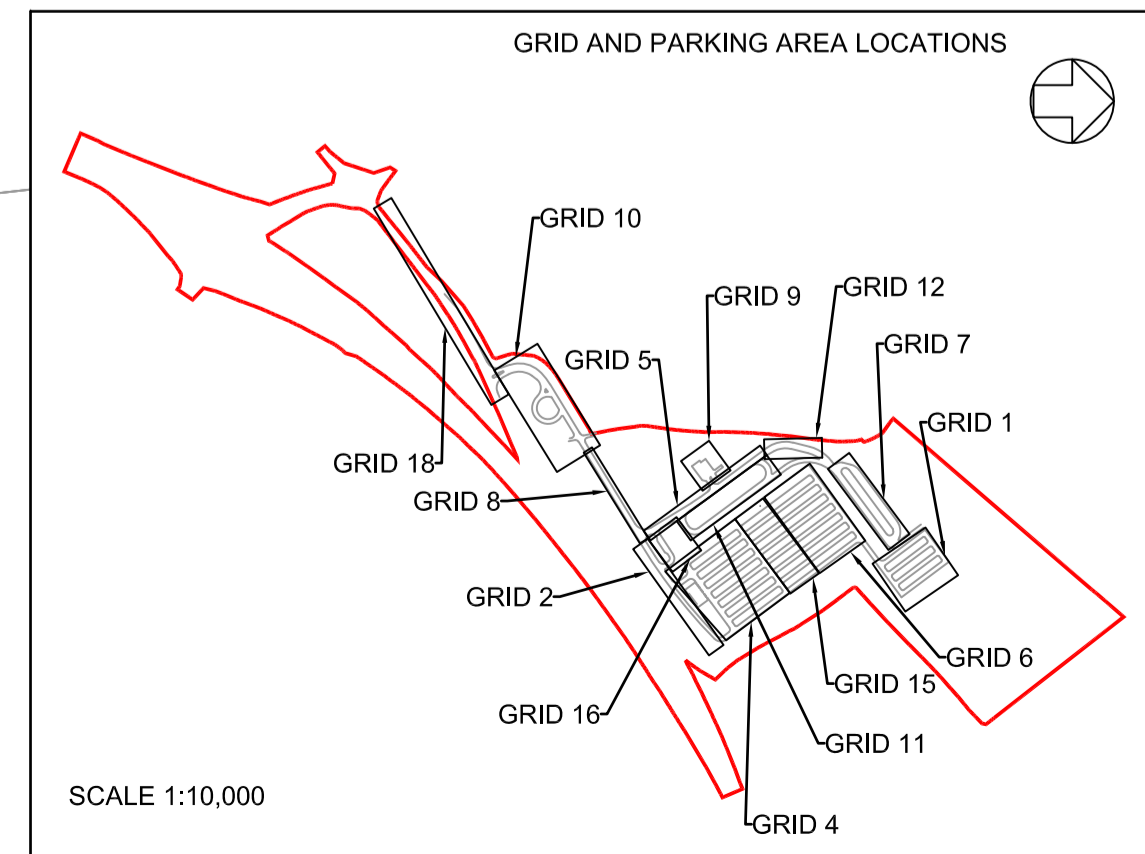 GRID AND PARKING AREA LOCATIONS
GRID 10
GRID 9
GRID 12
GRID 5
GRID 7
GRID 1
GRID 18
GRID 8
GRID 2
GRID 6
GRID 15
GRID 16
GRID 11
SCALE 1:10,000
GRID 4